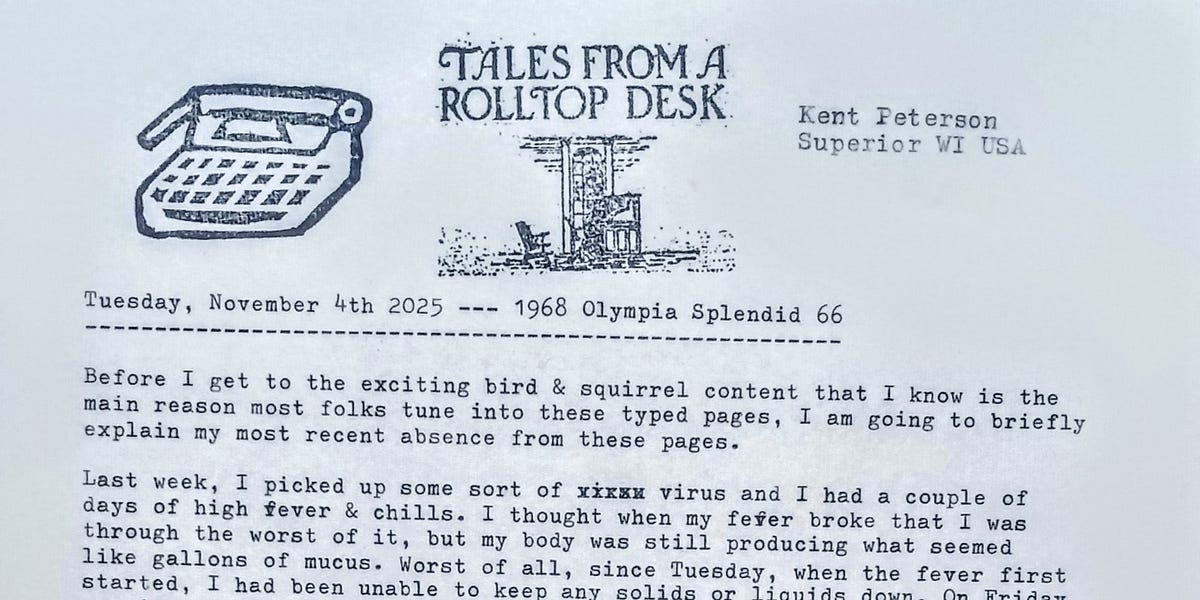 TALES FROM A
ROLLTOP DESK
Kent Peterson
Superior WI USA
Tuesday, November 4th 2025 --- 1968 Olympia Splendid 66
Before I get to the exciting bird & squirrel content that I know is the
main reason most folks tune into these typed pages, I am going to briefly
explain my most recent absence from these pages.
Last week, I picked up some sort of virus and I had a couple of
days of high fever & chills. I thought when my fever broke that I was
through the worst of it, but my body was still producing what seemed
like gallons of mucus. Worst of all, since Tuesday, when the fever first
started, I had been unable to keep any solids or liquids down. On Friday